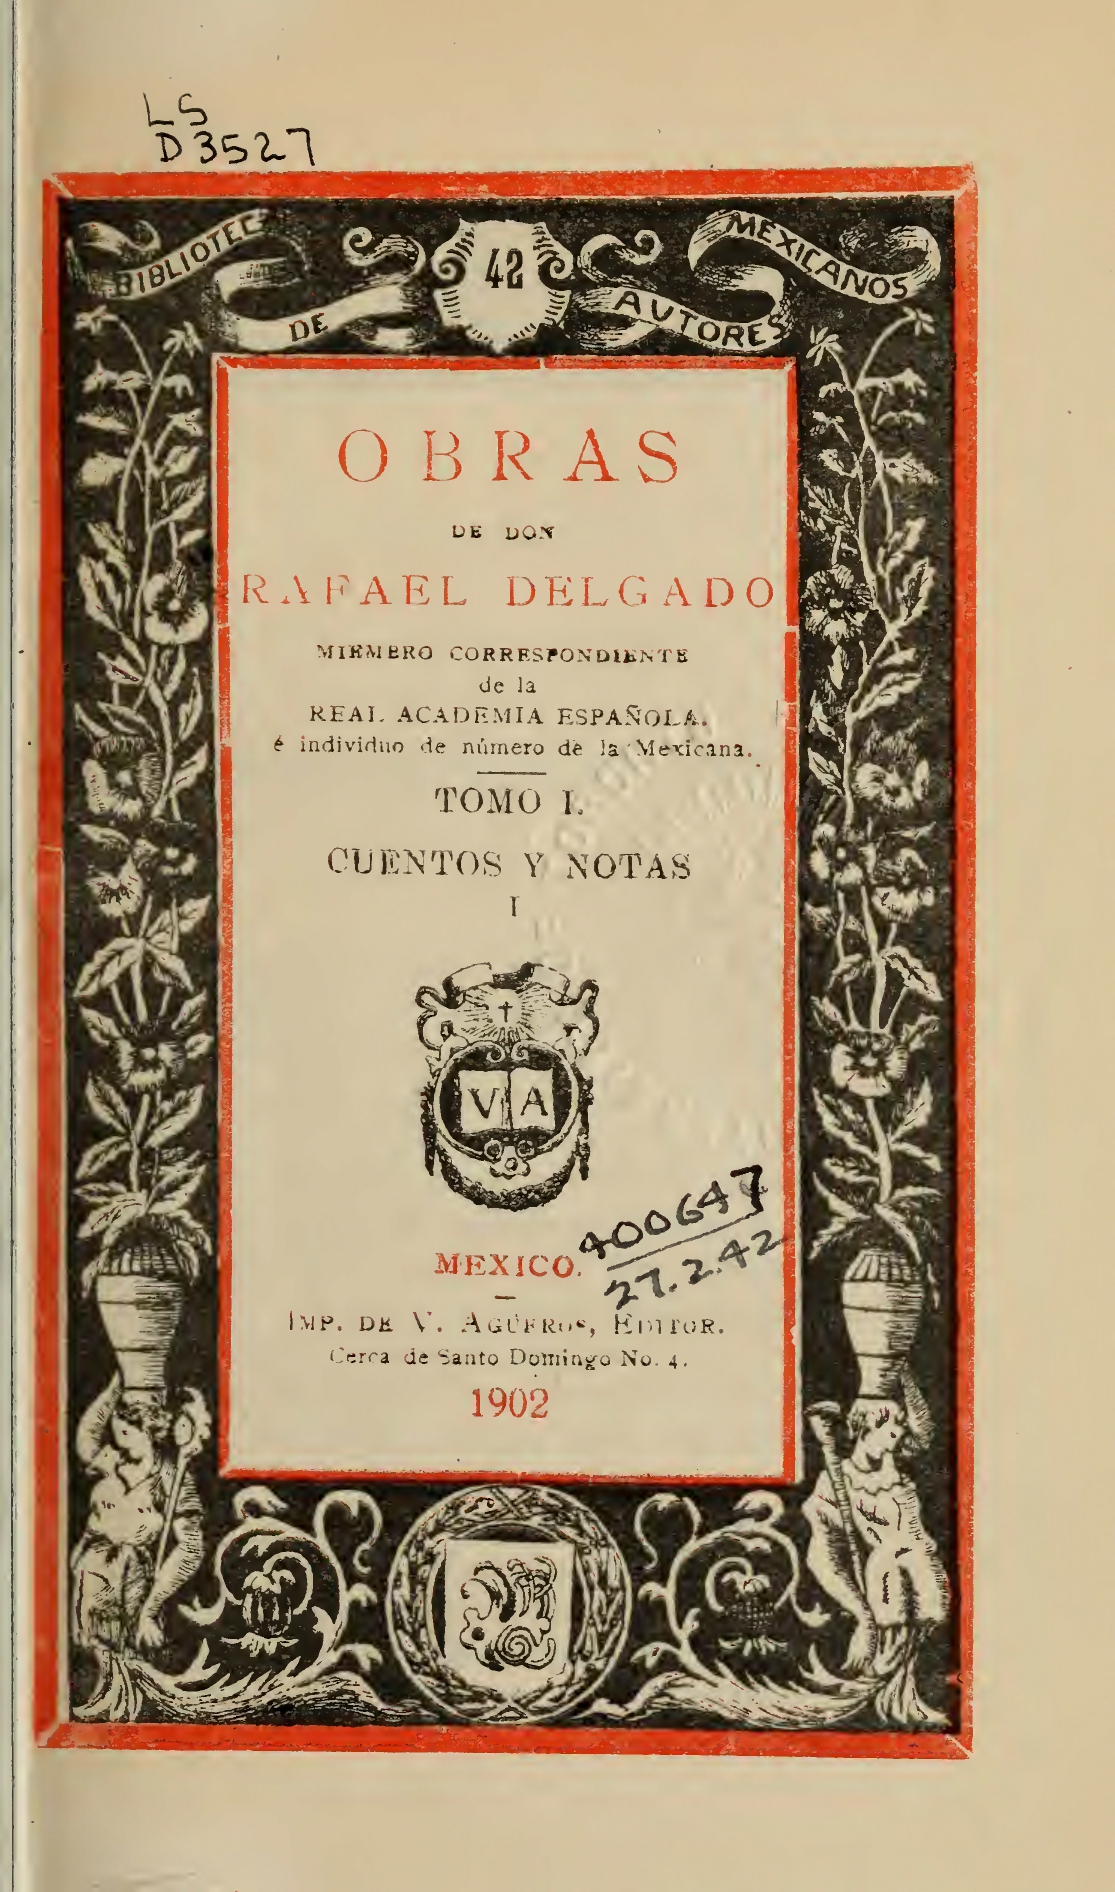 LS
D3527
BIBLIOTECA DE 42 AUTORES MEXICANOS
OBRAS
DE DON
RAFAEL DELGADO
MIEMBRO CORRESPONDIENTE
de la
REAL ACADEMIA ESPAÑOLA.
é individuo de número de la Mexicana.
TOMO I.
CUENTOS Y NOTAS
I
V A
400647
27.2.42
MEXICO.
IMP. DE V. AGÜEROS, EDITOR.
Cerca de Santo Domingo No. 4.
1902